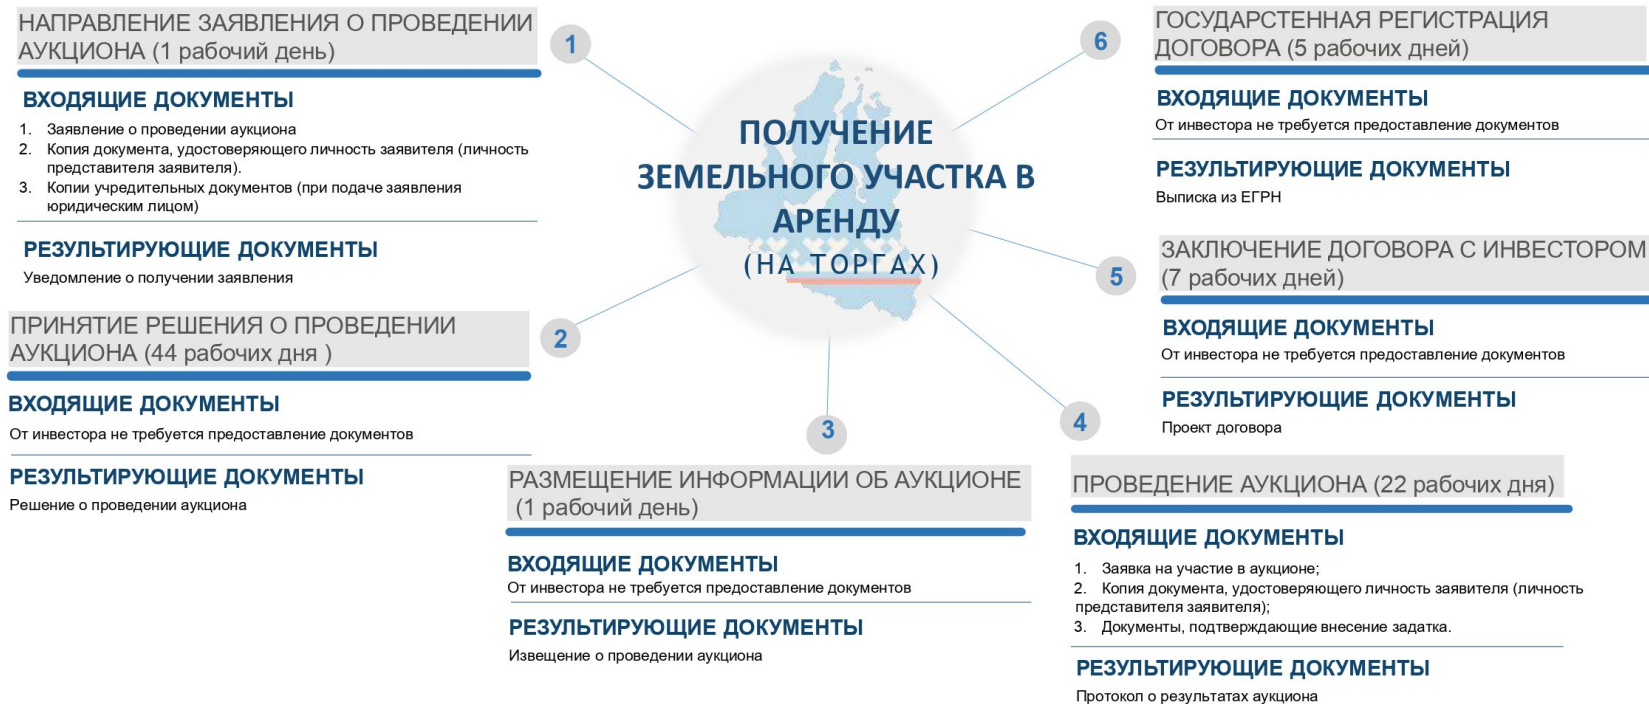 ПОЛУЧЕНИЕ
ЗЕМЕЛЬНОГО УЧАСТКА В
АРЕНДУ
(НА ТОРГАХ)
1
НАПРАВЛЕНИЕ ЗАЯВЛЕНИЯ О ПРОВЕДЕНИИ
АУКЦИОНА (1 рабочий день)
ВХОДЯЩИЕ ДОКУМЕНТЫ
1. Заявление о проведении аукциона
2. Копия документа, удостоверяющего личность заявителя (личность
представителя заявителя).
3. Копии учредительных документов (при подаче заявления
юридическим лицом)
РЕЗУЛЬТИРУЮЩИЕ ДОКУМЕНТЫ
Уведомление о получении заявления
2
ПРИНЯТИЕ РЕШЕНИЯ О ПРОВЕДЕНИИ
АУКЦИОНА (44 рабочих дня )
ВХОДЯЩИЕ ДОКУМЕНТЫ
От инвестора не требуется предоставление документов
РЕЗУЛЬТИРУЮЩИЕ ДОКУМЕНТЫ
Решение о проведении аукциона
3
РАЗМЕЩЕНИЕ ИНФОРМАЦИИ ОБ АУКЦИОНЕ
(1 рабочий день)
ВХОДЯЩИЕ ДОКУМЕНТЫ
От инвестора не требуется предоставление документов
РЕЗУЛЬТИРУЮЩИЕ ДОКУМЕНТЫ
Извещение о проведении аукциона
4
ПРОВЕДЕНИЕ АУКЦИОНА (22 рабочих дня)
ВХОДЯЩИЕ ДОКУМЕНТЫ
1. Заявка на участие в аукционе;
2. Копия документа, удостоверяющего личность заявителя (личность
представителя заявителя);
3. Документы, подтверждающие внесение задатка.
РЕЗУЛЬТИРУЮЩИЕ ДОКУМЕНТЫ
Протокол о результатах аукциона
5
ЗАКЛЮЧЕНИЕ ДОГОВОРА С ИНВЕСТОРОМ
(7 рабочих дней)
ВХОДЯЩИЕ ДОКУМЕНТЫ
От инвестора не требуется предоставление документов
РЕЗУЛЬТИРУЮЩИЕ ДОКУМЕНТЫ
Проект договора
6
ГОСУДАРСТЕННАЯ РЕГИСТРАЦИЯ
ДОГОВОРА (5 рабочих дней)
ВХОДЯЩИЕ ДОКУМЕНТЫ
От инвестора не требуется предоставление документов
РЕЗУЛЬТИРУЮЩИЕ ДОКУМЕНТЫ
Выписка из ЕГРН